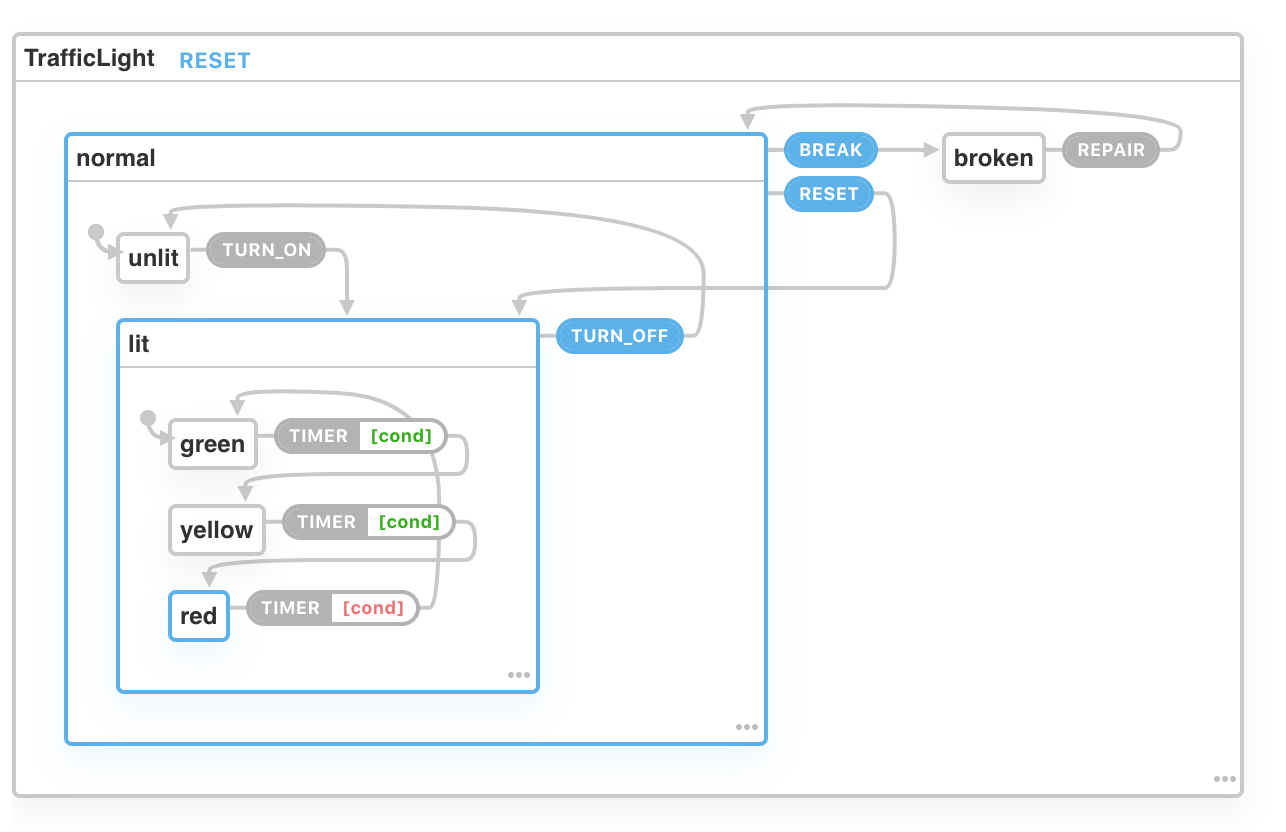 TrafficLight RESET
normal BREAK broken REPAIR
RESET
unlit TURN_ON
lit TURN_OFF
green TIMER [cond]
yellow TIMER [cond]
red TIMER [cond]